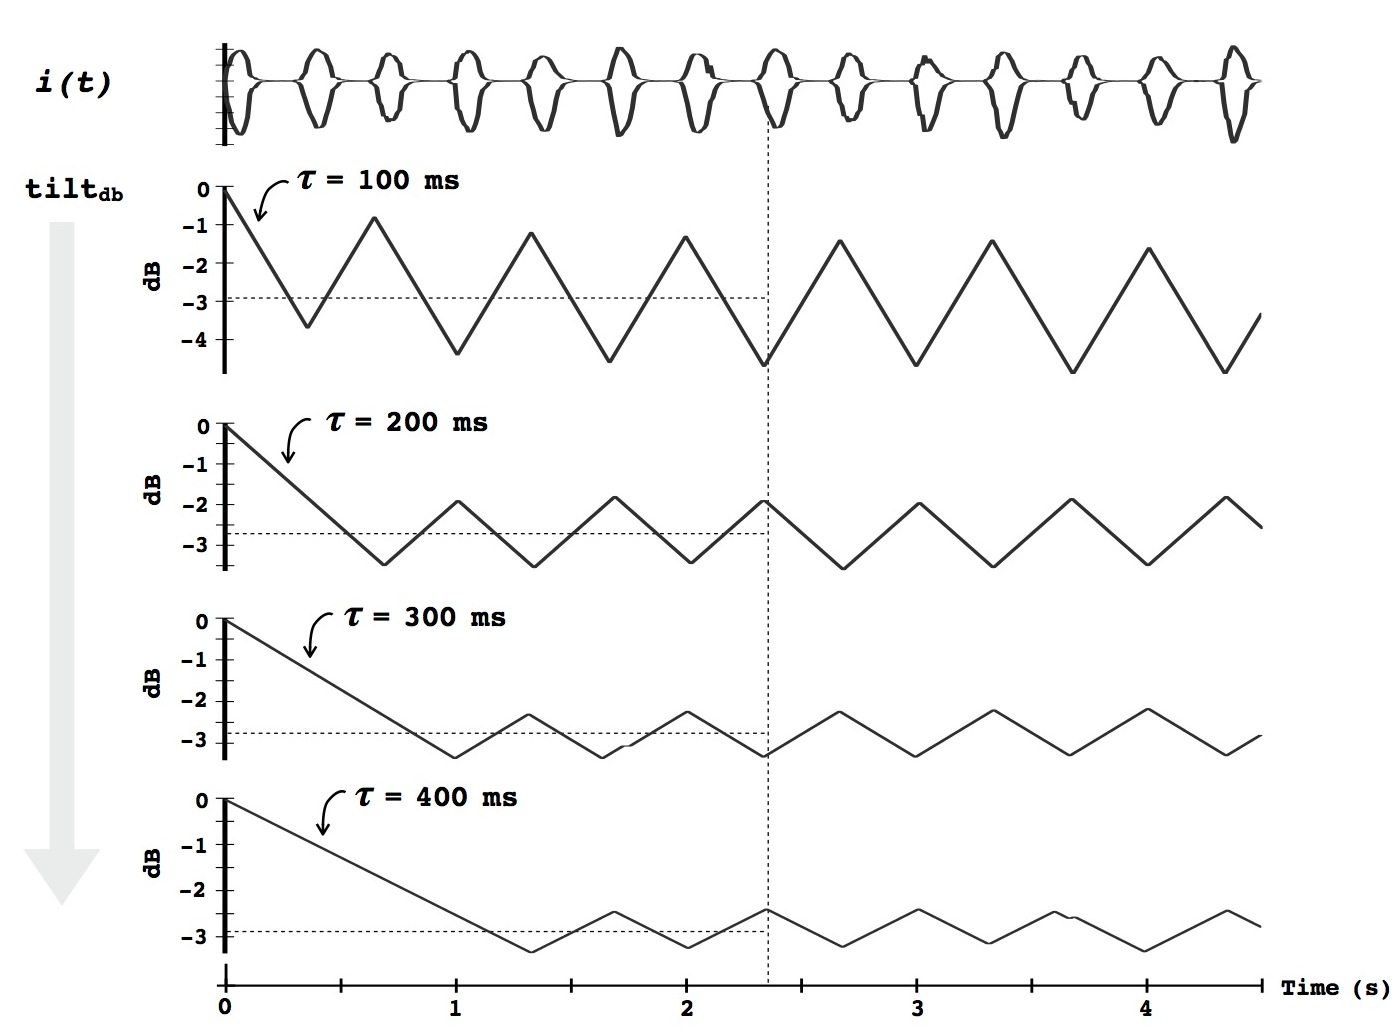 i(t)
tilt_db
τ = 100 ms
0
-1
-2
-3
-4
dB
τ = 200 ms
0
-1
-2
-3
dB
τ = 300 ms
0
-1
-2
-3
dB
τ = 400 ms
0
-1
-2
-3
dB
0 1 2 3 4 Time (s)